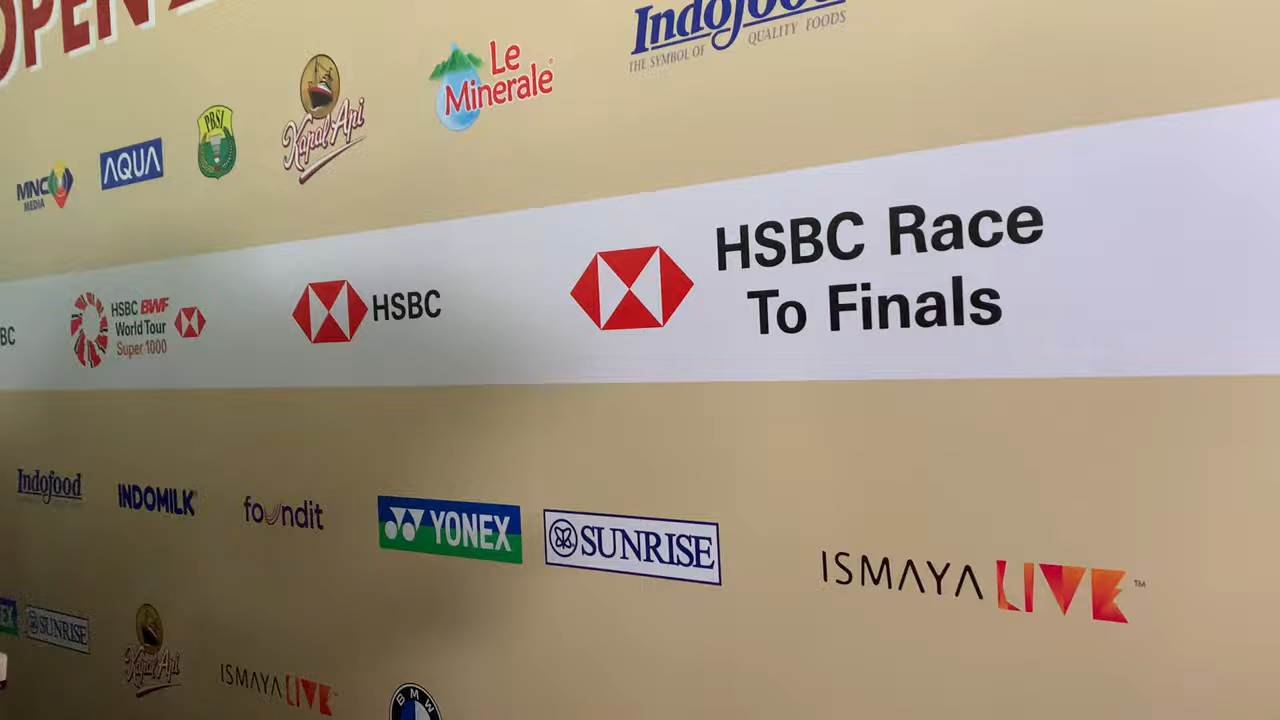 OPEN
Indofood
THE SYMBOL OF QUALITY FOODS
Le
Minerale
Kapal Api
PBSI
AQUA
MNC
MEDIA
HSBC Race
To Finals
HSBC
HSBC BWF
World Tour
Super 1000
BC
Indofood
INDOMILK
foundit
YONEX
SUNRISE
ISMAYA LIVE™
EX
SUNRISE
Kapal Api
ISMAYA LIVE
BMW